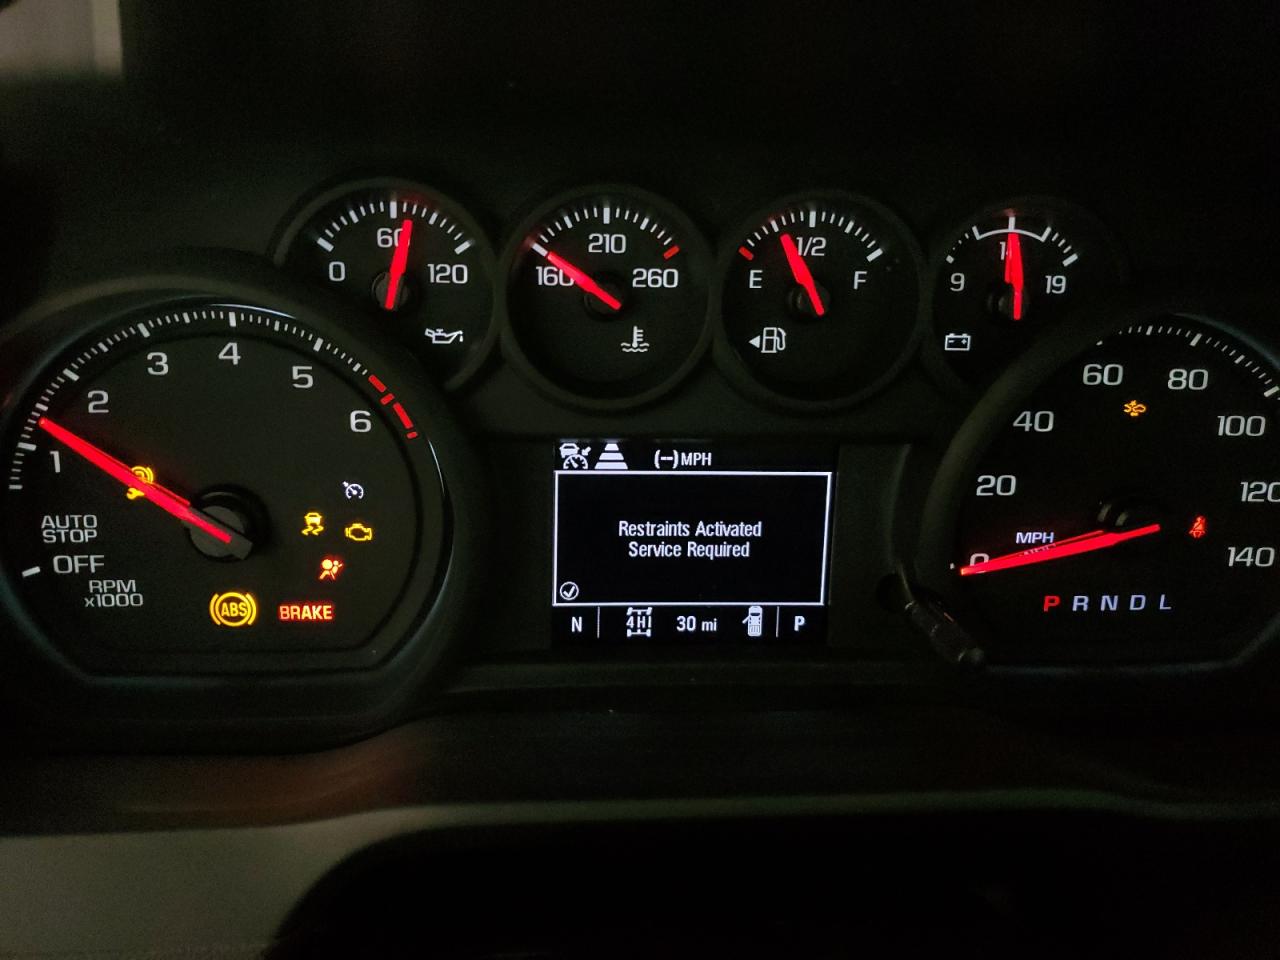 60
0
120
210
160
260
1/2
E
F
9
19
1
2
3
4
5
6
AUTO
STOP
OFF
RPM
x1000
ABS
BRAKE
(--) MPH
Restraints Activated
Service Required
N
4HI
30 mi
P
0
20
40
60
80
100
120
140
MPH
P R N D L